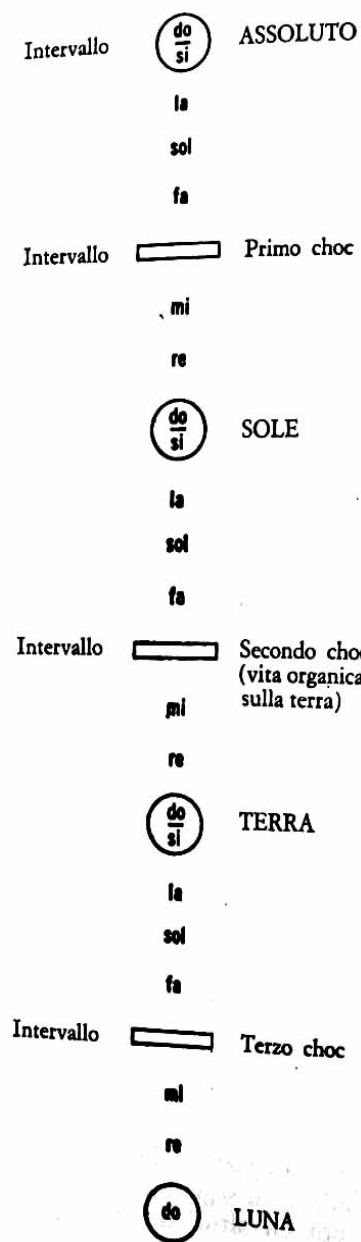 Intervallo do ASSOLUTO
si
la
sol
fa
Intervallo Primo choc
mi
re
do SOLE
si
la
sol
fa
Intervallo Secondo choc
(vita organica
sulla terra)
mi
re
do TERRA
si
la
sol
fa
Intervallo Terzo choc
mi
re
do LUNA